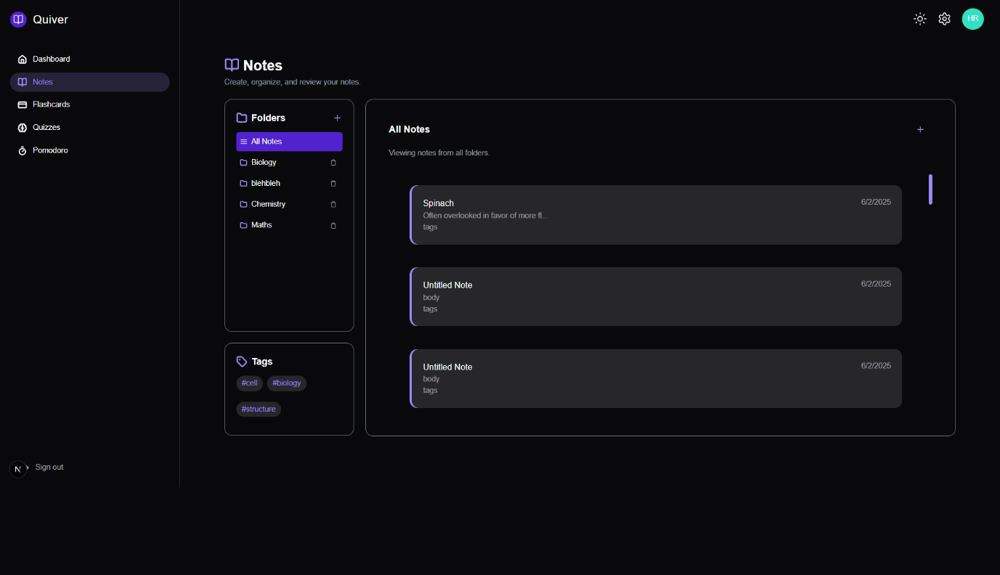 Quiver
HR
Dashboard
Notes
Flashcards
Quizzes
Pomodoro
N
Sign out
Notes
Create, organize, and review your notes.
Folders
All Notes
Biology
blehbleh
Chemistry
Maths
Tags
#cell #biology
#structure
All Notes
Viewing notes from all folders.
Spinach 6/2/2025
Often overlooked in favor of more fl...
tags
Untitled Note 6/2/2025
body
tags
Untitled Note 6/2/2025
body
tags